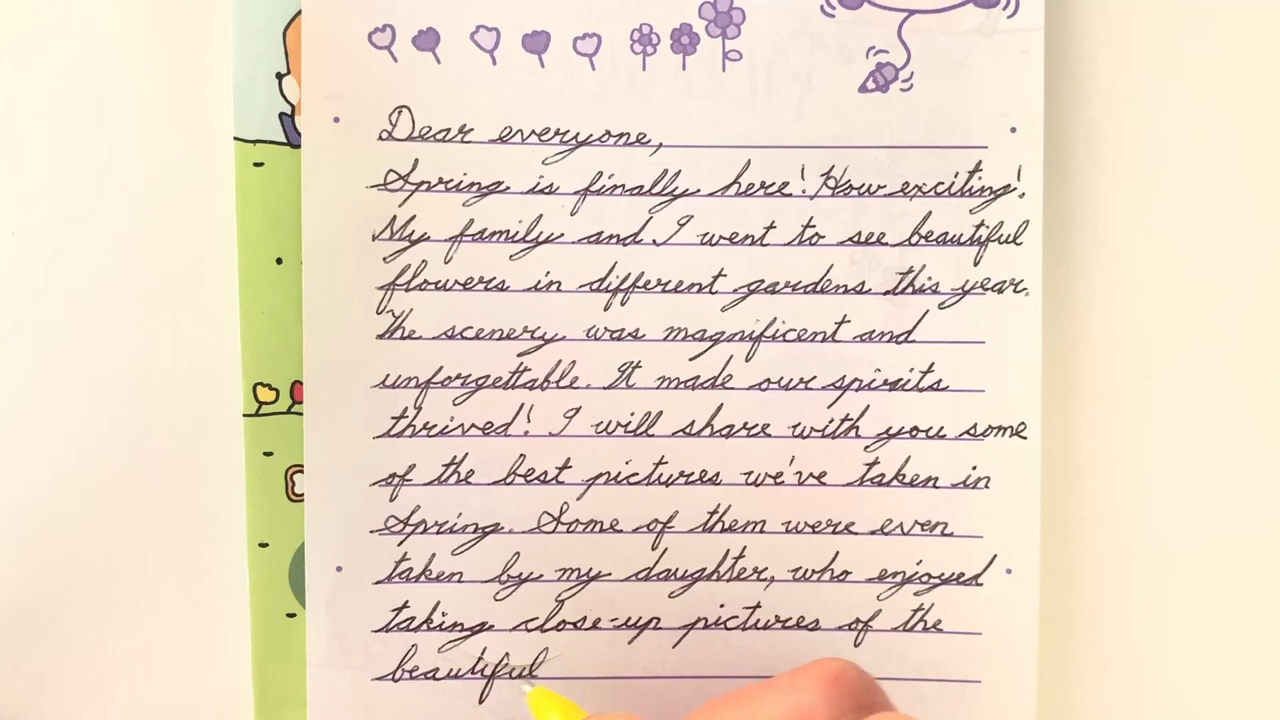 Dear everyone,
Spring is finally here! How exciting!
My family and I went to see beautiful
flowers in different gardens this year.
The scenery was magnificent and
unforgettable. It made our spirits
thrived! I will share with you some
of the best pictures we've taken in
Spring. Some of them were even
taken by my daughter, who enjoyed
taking close-up pictures of the
beautiful